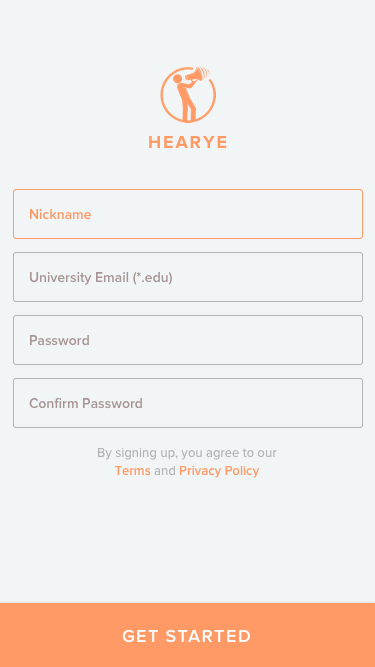 HEARYE
Nickname
University Email (*.edu)
Password
Confirm Password
By signing up, you agree to our
Terms and Privacy Policy
GET STARTED